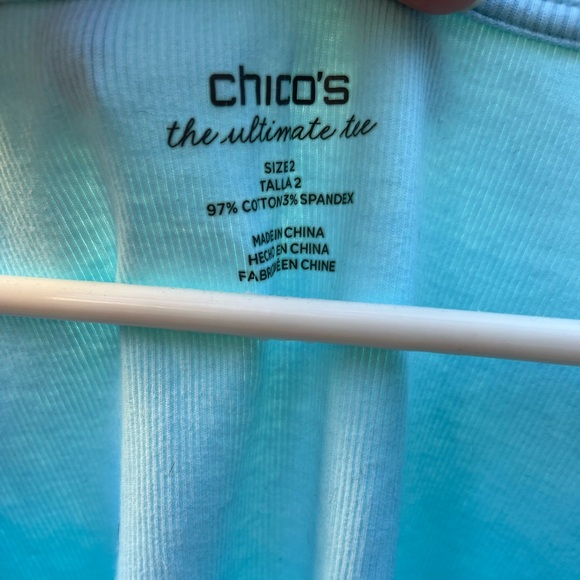 chico's
the ultimate tee
SIZE 2
TALLA 2
97% COTTON 3% SPANDEX
MADE IN CHINA
HECHO EN CHINA
FABRIQUÉ EN CHINE